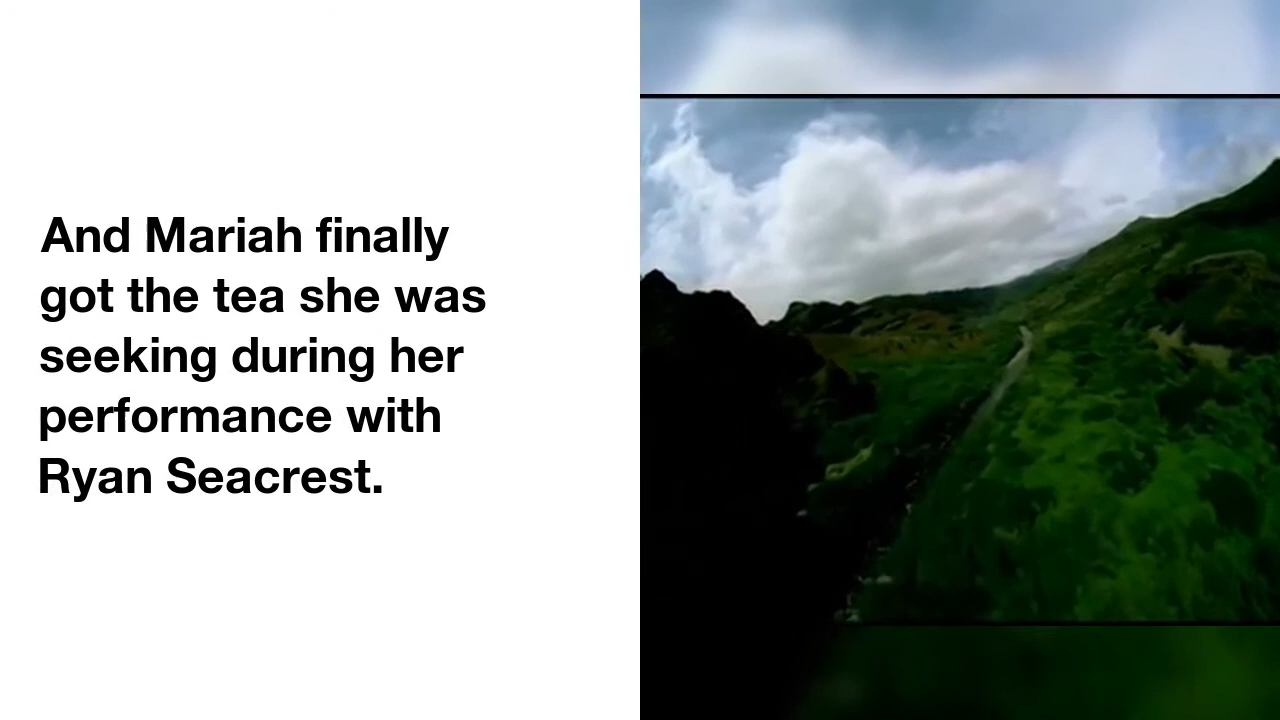 And Mariah finally
got the tea she was
seeking during her
performance with
Ryan Seacrest.